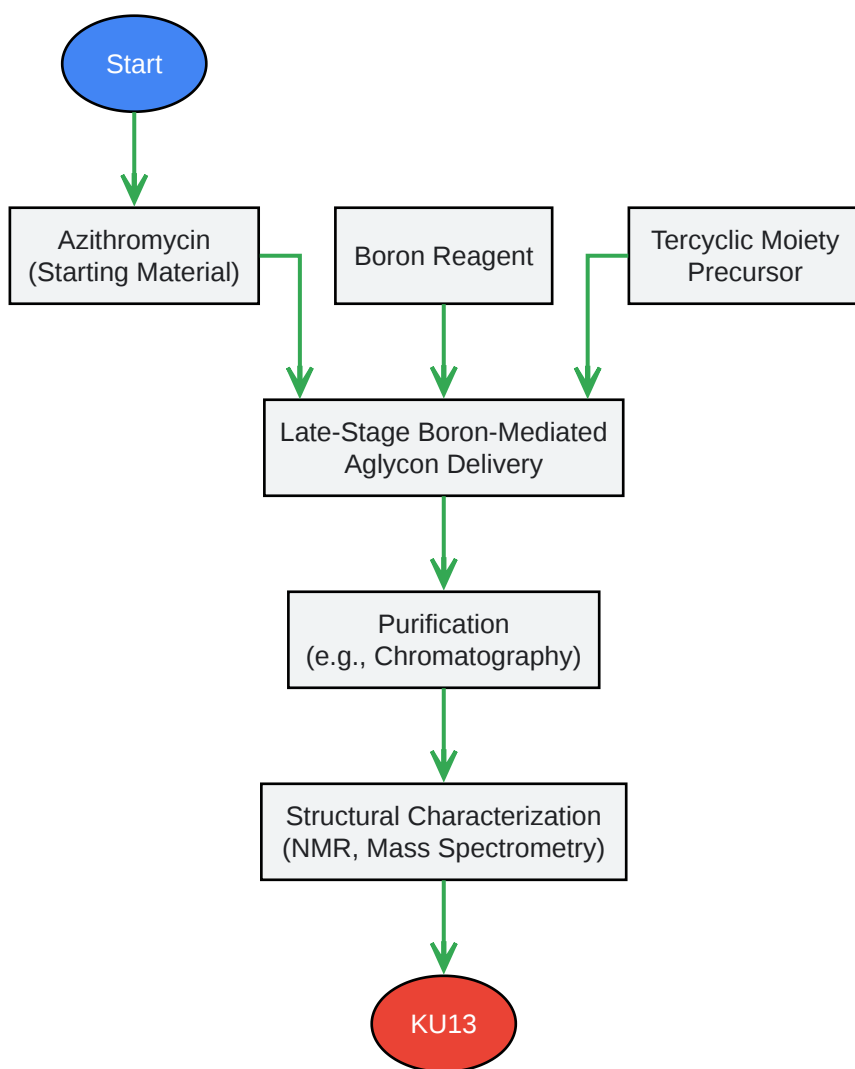 Start
Azithromycin
(Starting Material)
Boron Reagent
Tercyclic Moiety
Precursor
Late-Stage Boron-Mediated
Aglycon Delivery
Purification
(e.g., Chromatography)
Structural Characterization
(NMR, Mass Spectrometry)
KU13